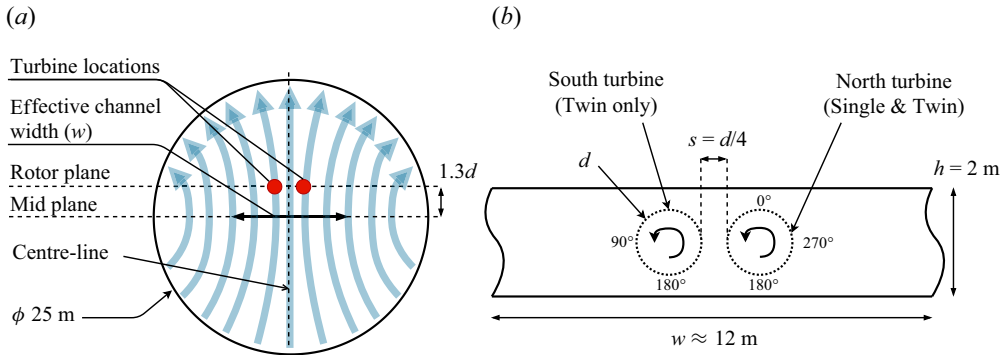 (a)
Turbine locations
Effective channel
width (w)
Rotor plane
Mid plane
Centre-line
ϕ 25 m
1.3d
(b)
South turbine
(Twin only)
North turbine
(Single & Twin)
s = d/4
d
h = 2 m
0°
90°
270°
180°
180°
w ≈ 12 m